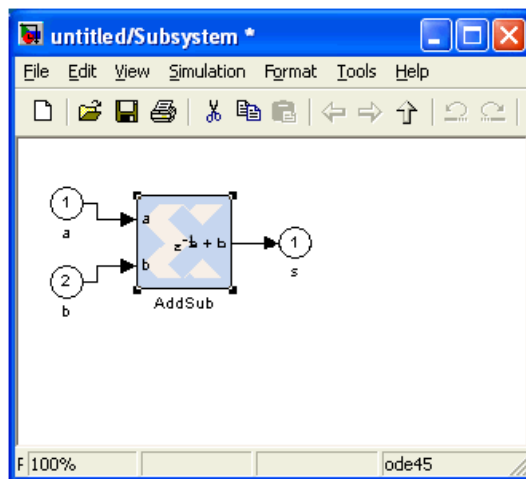 untitled/Subsystem *
File Edit View Simulation Format Tools Help
1
a
a
b
+ b
1
s
2
b
AddSub
F 100% ode45